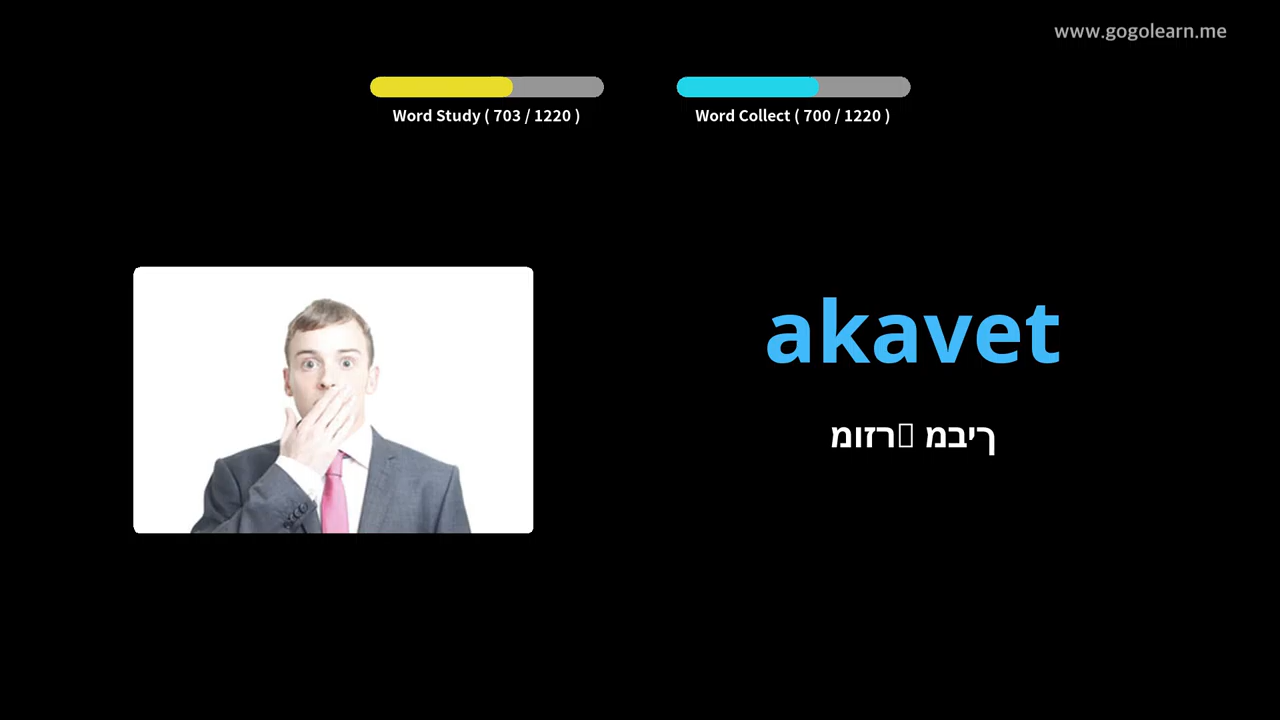 www.gogolearn.me
Word Study ( 703 / 1220 )
Word Collect ( 700 / 1220 )
akavet
מוזר מביך